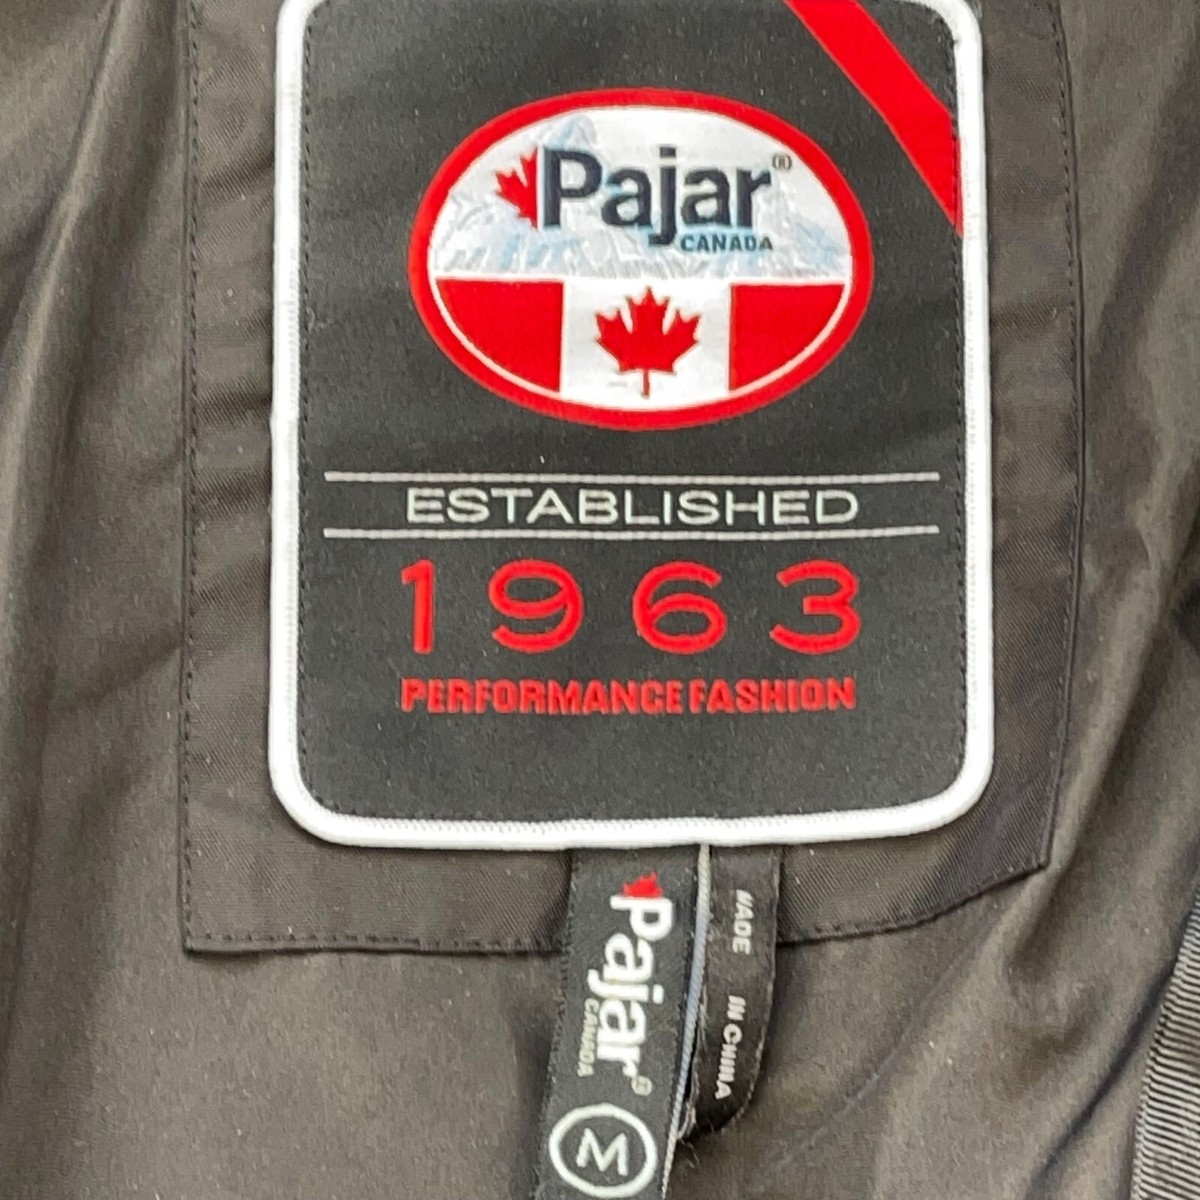 Pajar®
CANADA
ESTABLISHED
1963
PERFORMANCE FASHION
Pajar®
CANADA
M
MADE IN CHINA